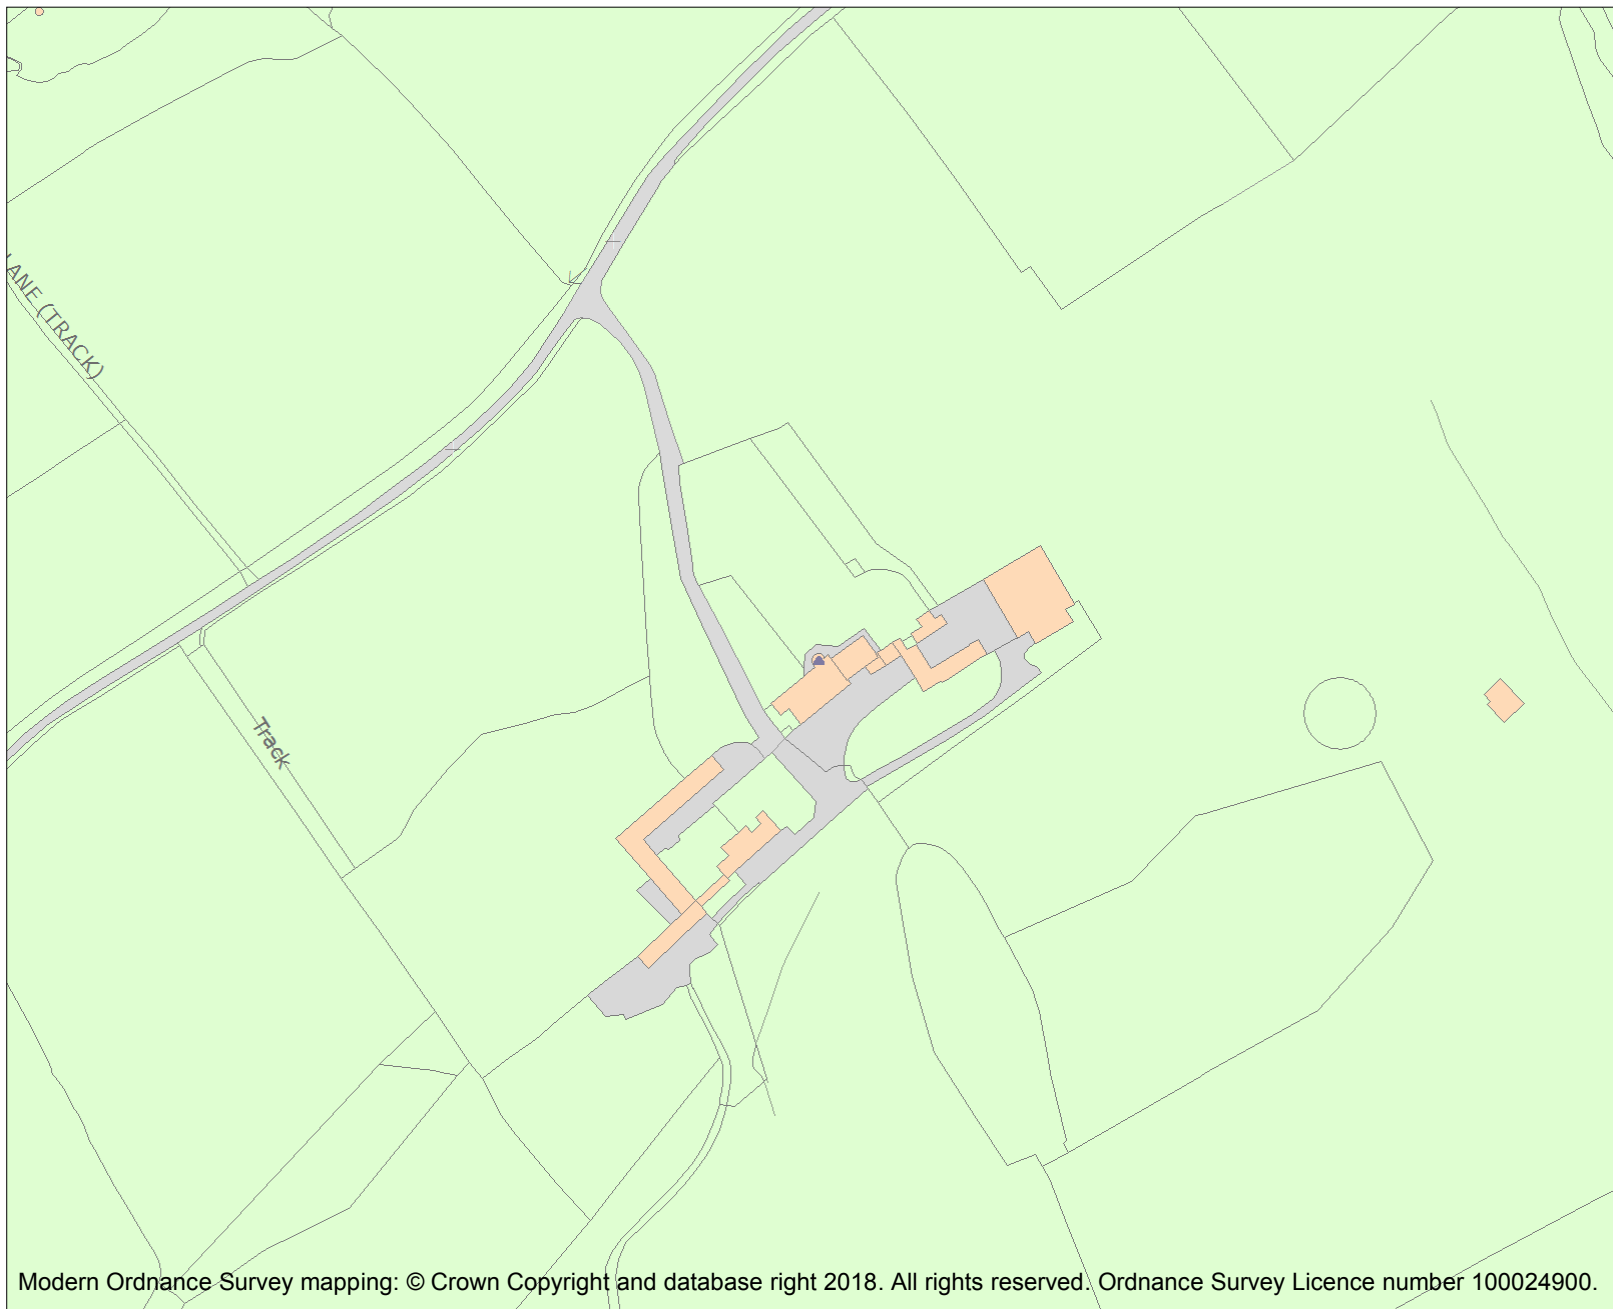 LANE (TRACK)
Track
Modern Ordnance Survey mapping: © Crown Copyright and database right 2018. All rights reserved. Ordnance Survey Licence number 100024900.